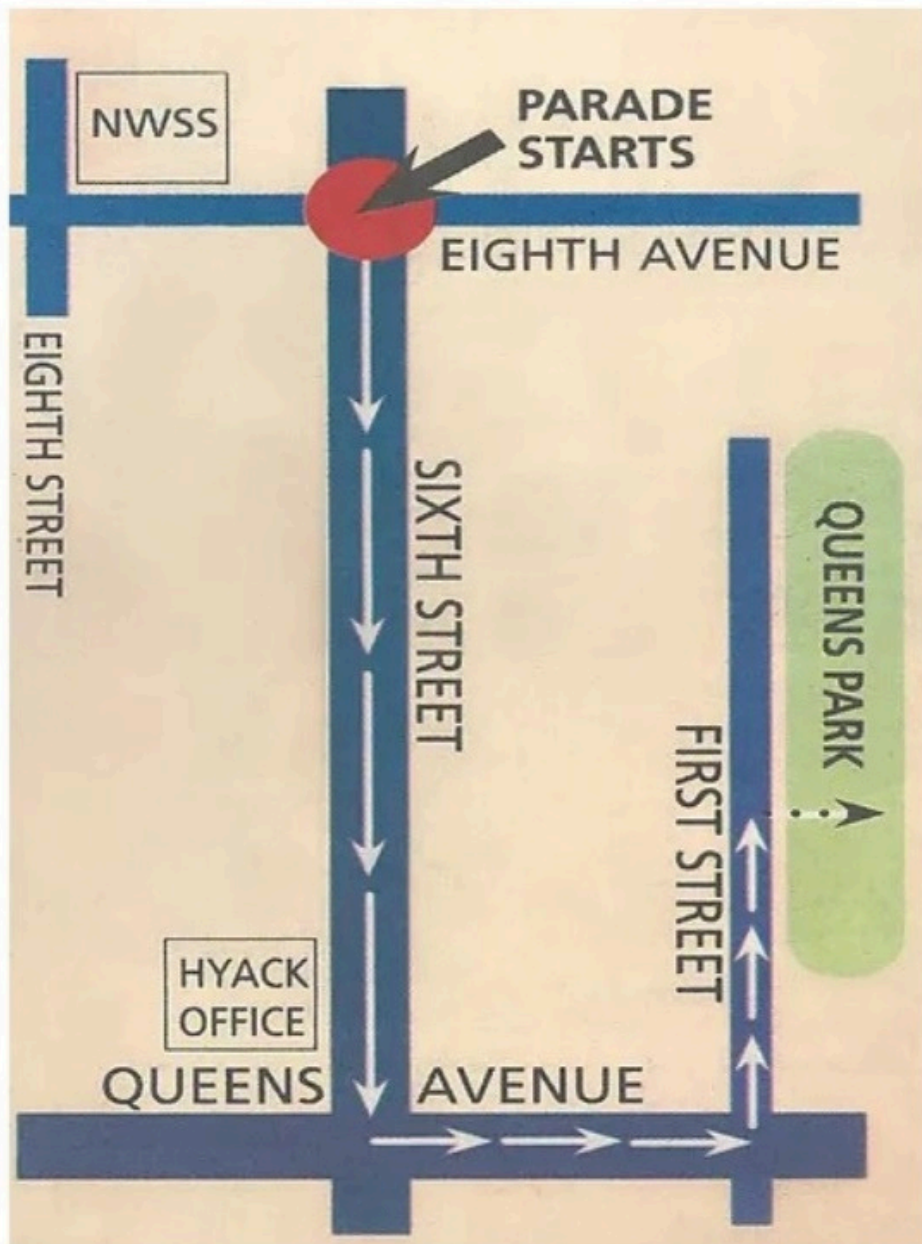 NWSS
PARADE
STARTS
EIGHTH AVENUE
EIGHTH STREET
SIXTH STREET
QUEENS PARK
FIRST STREET
HYACK
OFFICE
QUEENS AVENUE